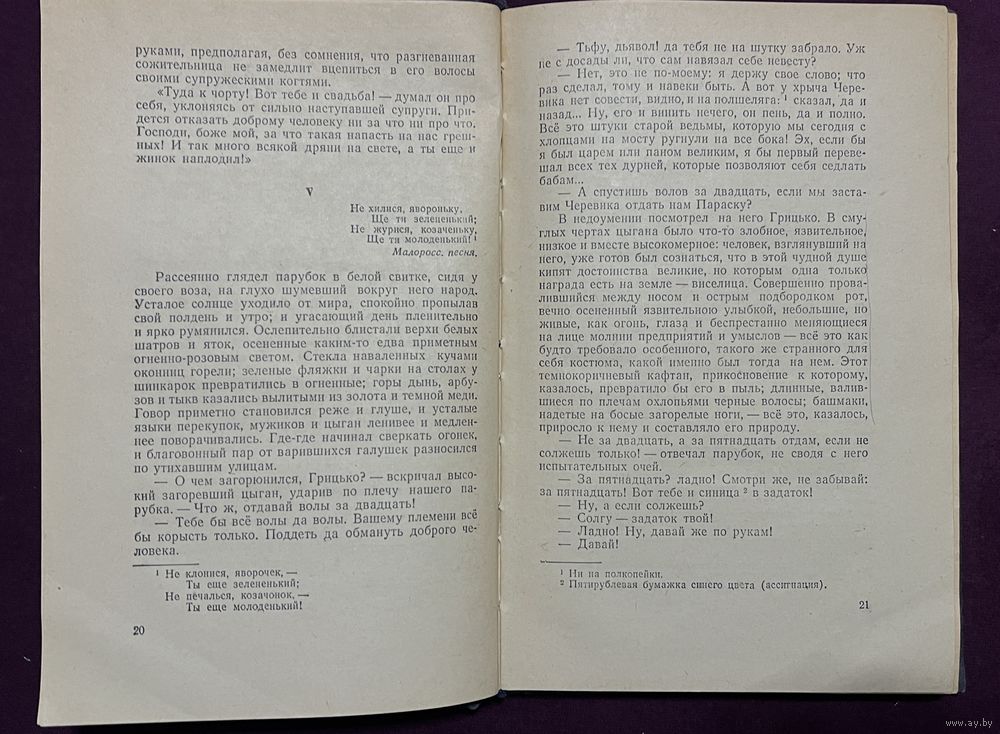 руками, предполагая, без сомнения, что разгневанная
сожительница не замедлит вцепиться в его волосы
своими супружескими когтями.
«Туда к чорту! Вот тебе и свадьба! — думал он про
себя, уклоняясь от сильно наступавшей супруги. При-
дется отказать доброму человеку ни за что ни про что.
Господи, боже мой, за что такая напасть на нас греш-
ных! И так много всякой дряни на свете, а ты еще и
жинок наплодил!»
V
Не хилися, явороньку,
Ще ти зелененький;
Не журися, козаченьку,
Ще ти молоденький! ¹
Малоросс. песня.
Рассеянно глядел парубок в белой свитке, сидя у
своего воза, на глухо шумевший вокруг него народ.
Усталое солнце уходило от мира, спокойно пропылав
свой полдень и утро; и угасающий день пленительно
и ярко румянился. Ослепительно блистали верхи белых
шатров и яток, осененные каким-то едва приметным
огненно-розовым светом. Стекла наваленных кучами
оконниц горели; зеленые фляжки и чарки на столах у
шинкарок превратились в огненные; горы дынь, арбу-
зов и тыкв казались вылитыми из золота и темной меди.
Говор приметно становился реже и глуше, и усталые
языки перекупок, мужиков и цыган ленивее и медлен-
нее поворачивались. Где-где начинал сверкать огонек,
и благовонный пар от варившихся галушек разносился
по утихавшим улицам.
— О чем загорюнился, Грицько? — вскричал высо-
кий загоревший цыган, ударив по плечу нашего па-
рубка. — Что ж, отдавай волы за двадцать!
— Тебе бы всё волы да волы. Вашему племени всё
бы корысть только. Поддеть да обмануть доброго че-
ловека.
¹ Не клонися, яворочек, —
Ты еще зелененький;
Не печалься, козачонок, —
Ты еще молоденький!
20
— Тьфу, дьявол! да тебя не на шутку забрало. Уж
не с досады ли, что сам навязал себе невесту?
— Нет, это не по-моему: я держу свое слово; что
раз сделал, тому и навеки быть. А вот у хрыча Чере-
вика нет совести, видно, и на полшеляга: ¹ сказал, да и
назад... Ну, его и винить нечего, он пень, да и полно.
Всё это штуки старой ведьмы, которую мы сегодня с
хлопцами на мосту ругнули на все бока! Эх, если бы
я был царем или паном великим, я бы первый переве-
шал всех тех дурней, которые позволяют себя седлать
бабам...
— А спустишь волов за двадцать, если мы заста-
вим Черевика отдать нам Параску?
В недоумении посмотрел на него Грицько. В сму-
глых чертах цыгана было что-то злобное, язвительное,
низкое и вместе высокомерное: человек, взглянувший на
него, уже готов был сознаться, что в этой чудной душе
кипят достоинства великие, но которым одна только
награда есть на земле — виселица. Совершенно прова-
лившийся между носом и острым подбородком рот,
вечно осененный язвительною улыбкой, небольшие, но
живые, как огонь, глаза и беспрестанно меняющиеся
на лице молнии предприятий и умыслов — всё это как
будто требовало особенного, такого же странного для
себя костюма, какой именно был тогда на нем. Этот
темнокоричневый кафтан, прикосновение к которому,
казалось, превратило бы его в пыль; длинные, валив-
шиеся по плечам охлопьями черные волосы; башмаки,
надетые на босые загорелые ноги, — всё это, казалось,
приросло к нему и составляло его природу.
— Не за двадцать, а за пятнадцать отдам, если не
солжешь только! — отвечал парубок, не сводя с него
испытательных очей.
— За пятнадцать? ладно! Смотри же, не забывай:
за пятнадцать! Вот тебе и синица ² в задаток!
— Ну, а если солжешь?
— Солгу — задаток твой!
— Ладно! Ну, давай же по рукам!
— Давай!
¹ Ни на полкопейки.
² Пятирублевая бумажка синего цвета (ассигнация).
21
www.ay.by